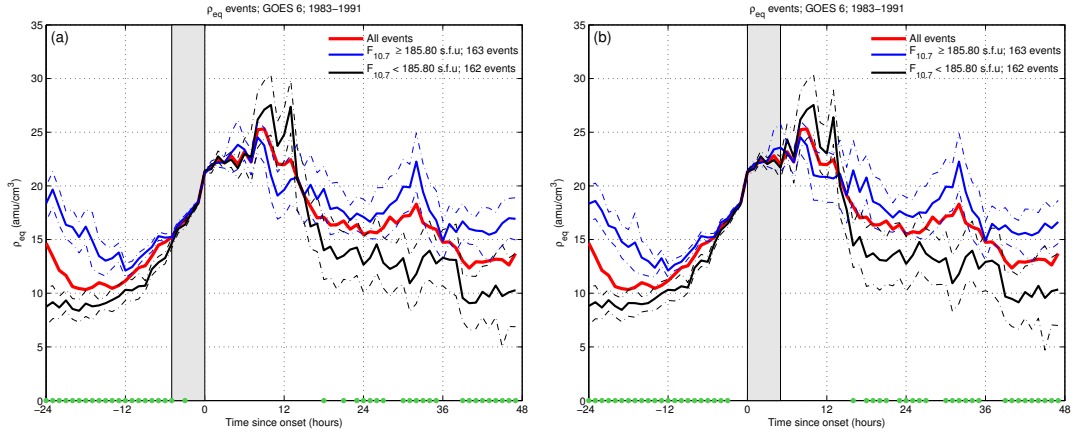 ρeq events; GOES 6; 1983−1991
(a)
All events
F10.7 ≥ 185.80 s.f.u; 163 events
F10.7 < 185.80 s.f.u; 162 events
ρeq (amu/cm3)
35
30
25
20
15
10
5
0
−24
−12
0
12
24
36
48
Time since onset (hours)
ρeq events; GOES 6; 1983−1991
(b)
All events
F10.7 ≥ 185.80 s.f.u; 163 events
F10.7 < 185.80 s.f.u; 162 events
ρeq (amu/cm3)
35
30
25
20
15
10
5
0
−24
−12
0
12
24
36
48
Time since onset (hours)